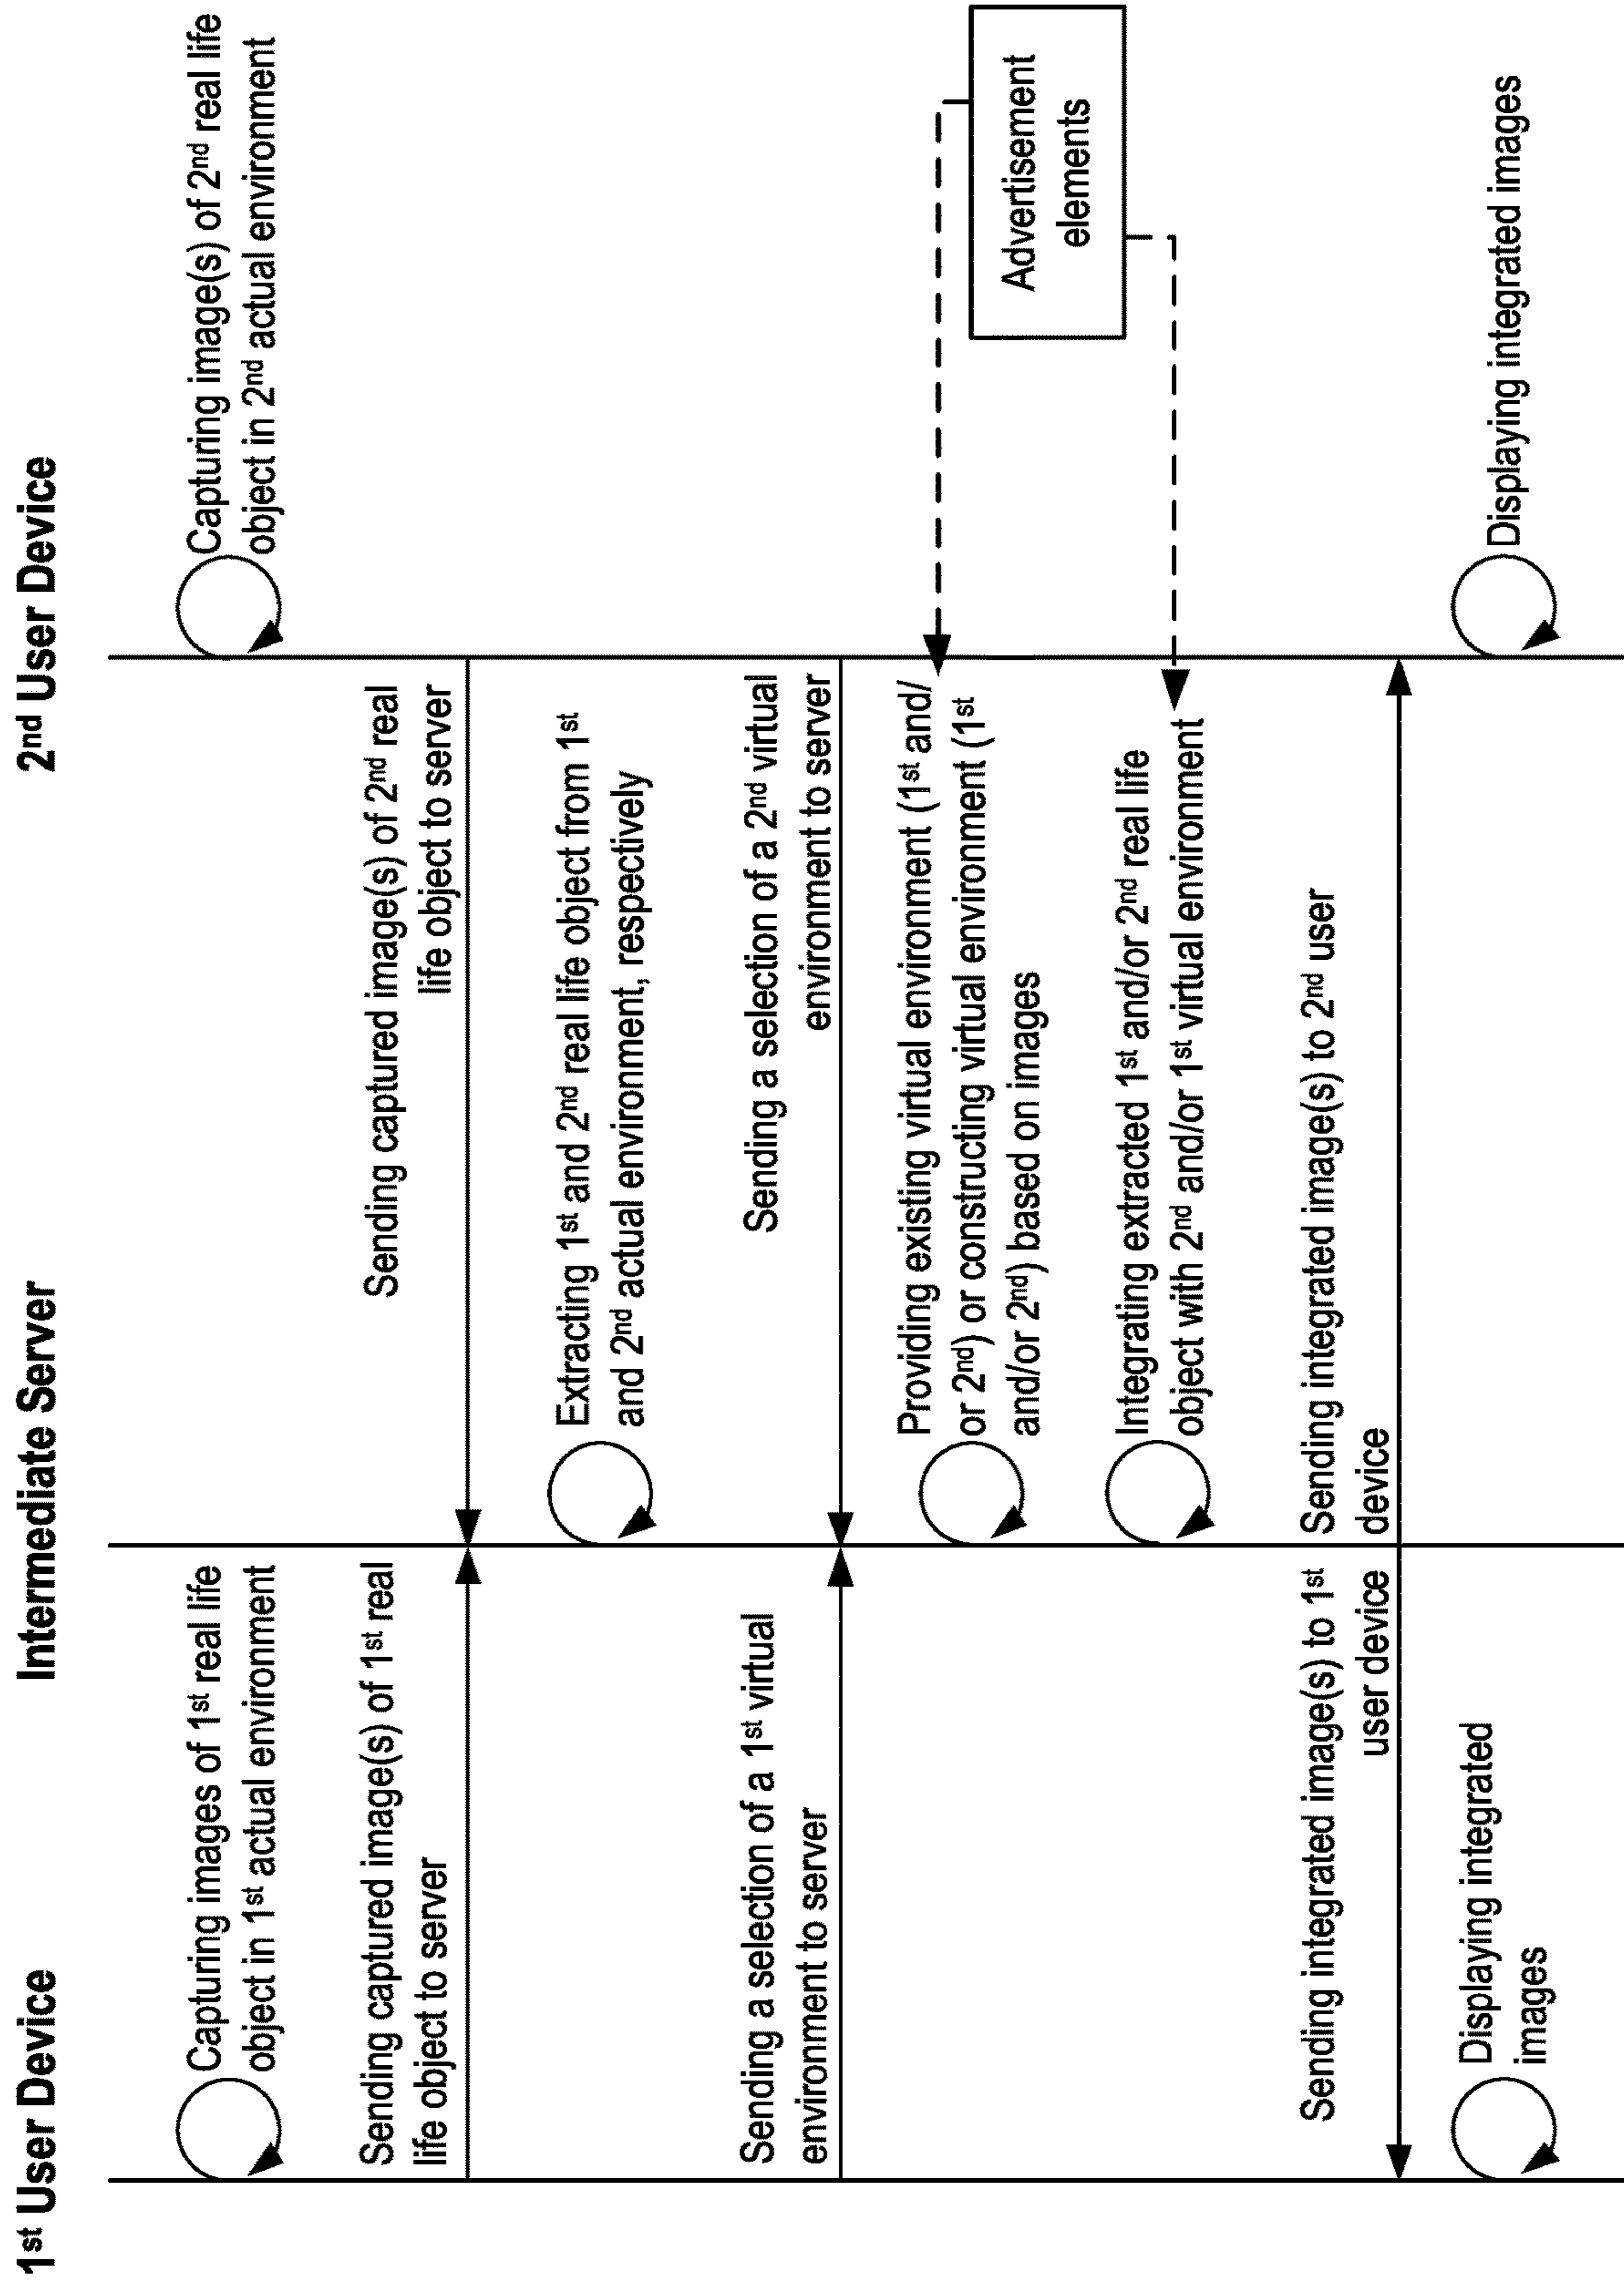 1st User Device
Intermediate Server
2nd User Device
Capturing images of 1st real life
object in 1st actual environment
Capturing image(s) of 2nd real life
object in 2nd actual environment
Sending captured image(s) of 1st real
life object to server
Sending captured image(s) of 2nd real
life object to server
Extracting 1st and 2nd real life object from 1st
and 2nd actual environment, respectively
Sending a selection of a 1st virtual
environment to server
Sending a selection of a 2nd virtual
environment to server
Providing existing virtual environment (1st and/
or 2nd) or constructing virtual environment (1st
and/or 2nd) based on images
Advertisement
elements
Integrating extracted 1st and/or 2nd real life
object with 2nd and/or 1st virtual environment
Sending integrated image(s) to 1st
user device
Sending integrated image(s) to 2nd user
device
Displaying integrated
images
Displaying integrated images